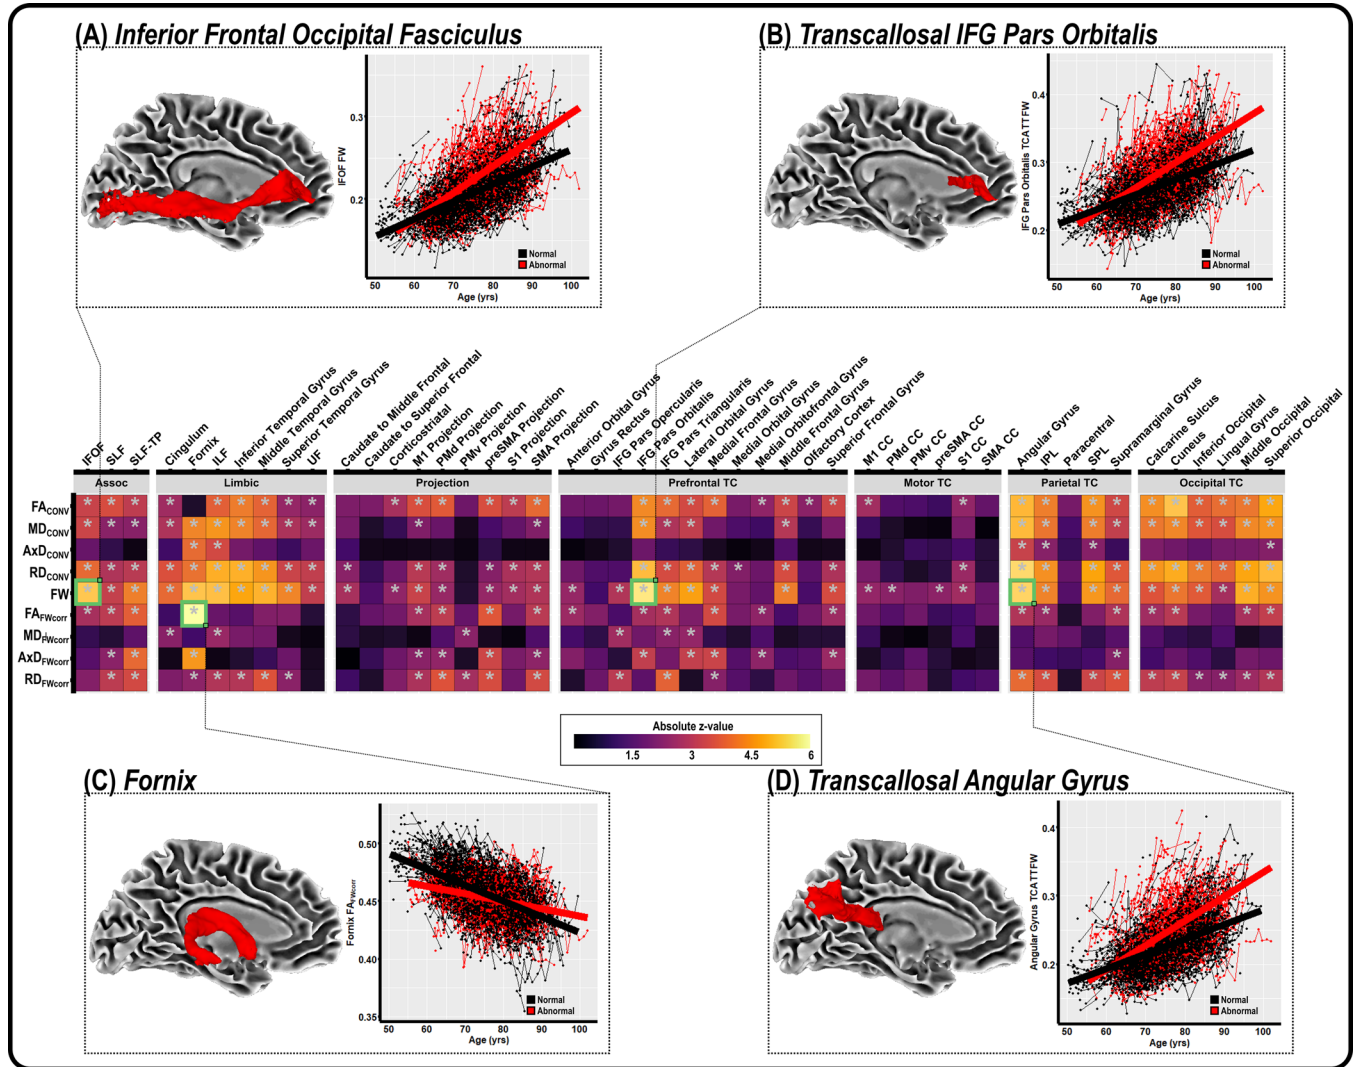 (A) Inferior Frontal Occipital Fasciculus
(B) Transcallosal IFG Pars Orbitalis
IFOF FW
0.3
0.2
50 60 70 80 90 100
Age (yrs)
Normal
Abnormal
IFG Pars Orbitalis TCATTFW
0.4
0.3
0.2
50 60 70 80 90 100
Age (yrs)
Normal
Abnormal
IFOF
SLF
SLF-TP
Cingulum
Fornix
ILF
Inferior Temporal Gyrus
Middle Temporal Gyrus
Superior Temporal Gyrus
UF
Caudate to Middle Frontal
Caudate to Superior Frontal
Corticostriatal
M1 Projection
PMd Projection
PMv Projection
preSMA Projection
S1 Projection
SMA Projection
Anterior Orbital Gyrus
Gyrus Rectus
IFG Pars Opercularis
IFG Pars Orbitalis
IFG Pars Triangularis
Lateral Orbital Gyrus
Medial Frontal Gyrus
Medial Orbital Gyrus
Medial Orbitofrontal Gyrus
Middle Frontal Gyrus
Olfactory Cortex
Superior Frontal Gyrus
M1 CC
PMd CC
PMv CC
preSMA CC
S1 CC
SMA CC
Angular Gyrus
IPL
Paracentral
SPL
Supramarginal Gyrus
Calcarine Sulcus
Cuneus
Inferior Occipital
Lingual Gyrus
Middle Occipital
Superior Occipital
Assoc Limbic Projection Prefrontal TC Motor TC Parietal TC Occipital TC
FACONV
MDCONV
AxDCONV
RDCONV
FW
FAFWcorr
MDFWcorr
AxDFWcorr
RDFWcorr
Absolute z-value
1.5 3 4.5 6
(C) Fornix
(D) Transcallosal Angular Gyrus
Fornix FAFWcorr
0.50
0.45
0.40
0.35
50 60 70 80 90 100
Age (yrs)
Normal
Abnormal
Angular Gyrus TCATTFW
0.4
0.3
0.2
50 60 70 80 90 100
Age (yrs)
Normal
Abnormal